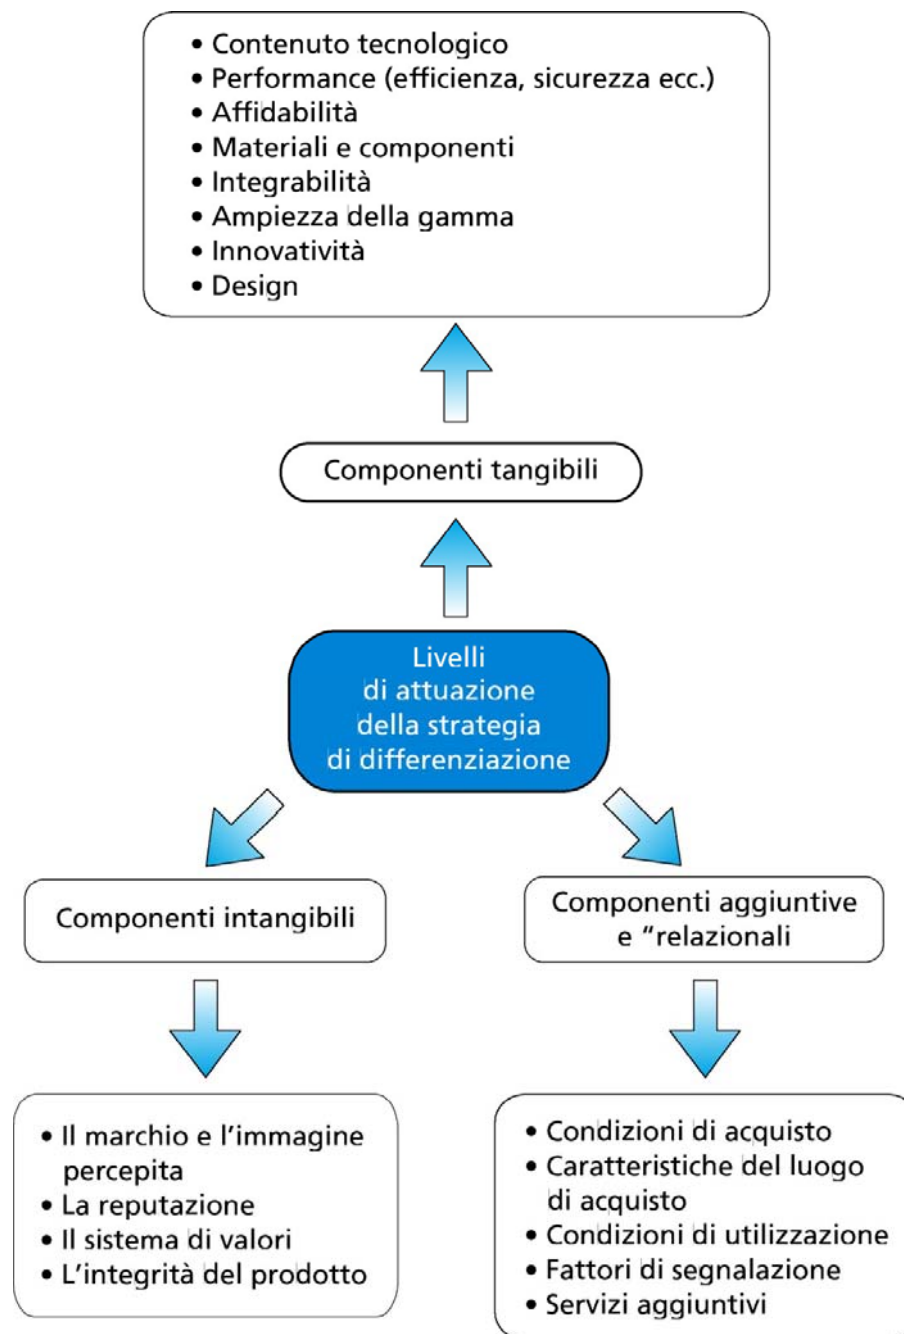 • Contenuto tecnologico
• Performance (efficienza, sicurezza ecc.)
• Affidabilità
• Materiali e componenti
• Integrabilità
• Ampiezza della gamma
• Innovatività
• Design
Componenti tangibili
Livelli
di attuazione
della strategia
di differenziazione
Componenti intangibili
Componenti aggiuntive
e “relazionali
• Il marchio e l’immagine
percepita
• La reputazione
• Il sistema di valori
• L’integrità del prodotto
• Condizioni di acquisto
• Caratteristiche del luogo
di acquisto
• Condizioni di utilizzazione
• Fattori di segnalazione
• Servizi aggiuntivi